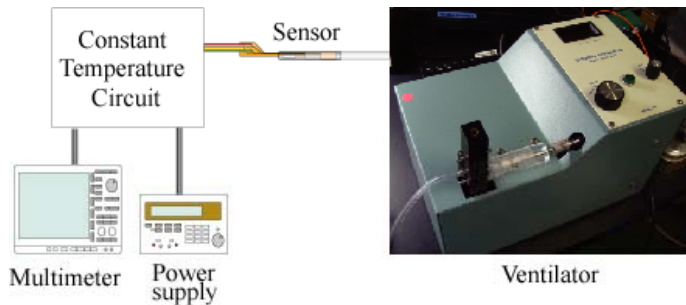 Constant
Temperature
Circuit
Sensor
Multimeter
Power
supply
Ventilator